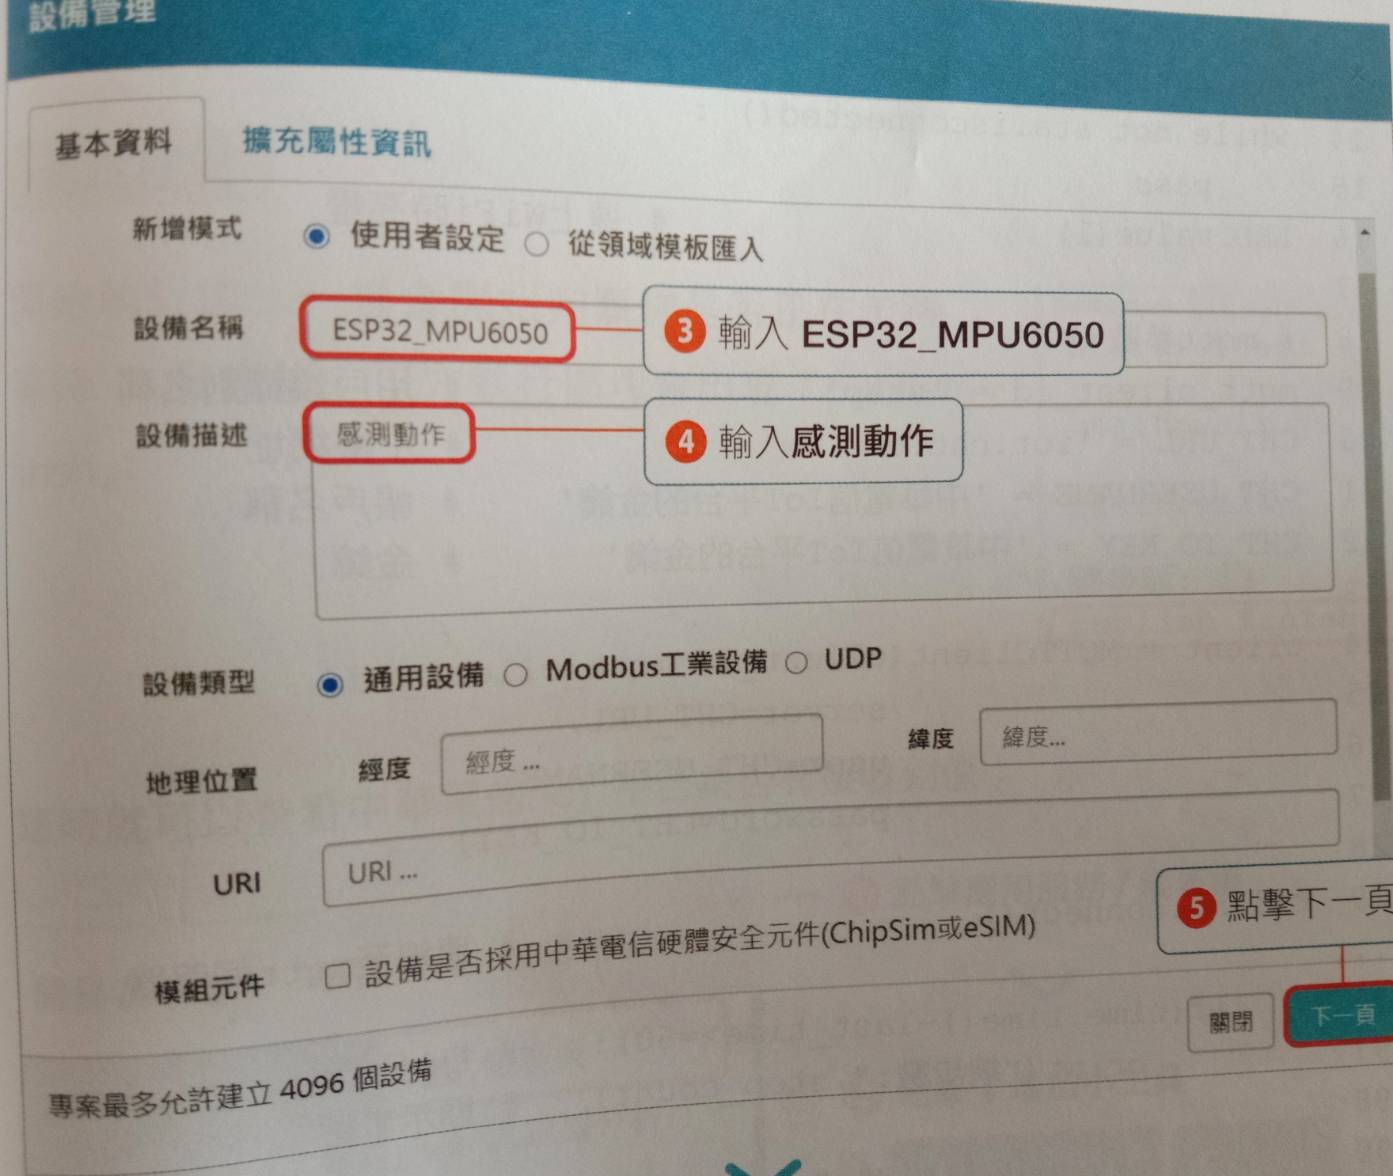 設備管理
基本資料 擴充屬性資訊
新增模式 使用者設定 從領域模板匯入
設備名稱 ESP32_MPU6050 3 輸入 ESP32_MPU6050
設備描述 感測動作 4 輸入感測動作
設備類型 通用設備 Modbus工業設備 UDP
地理位置 經度 經度 ... 緯度 緯度...
URI URI ...
5 點擊下一頁
模組元件 設備是否採用中華電信硬體安全元件(ChipSim或eSIM)
關閉 下一頁
專案最多允許建立 4096 個設備